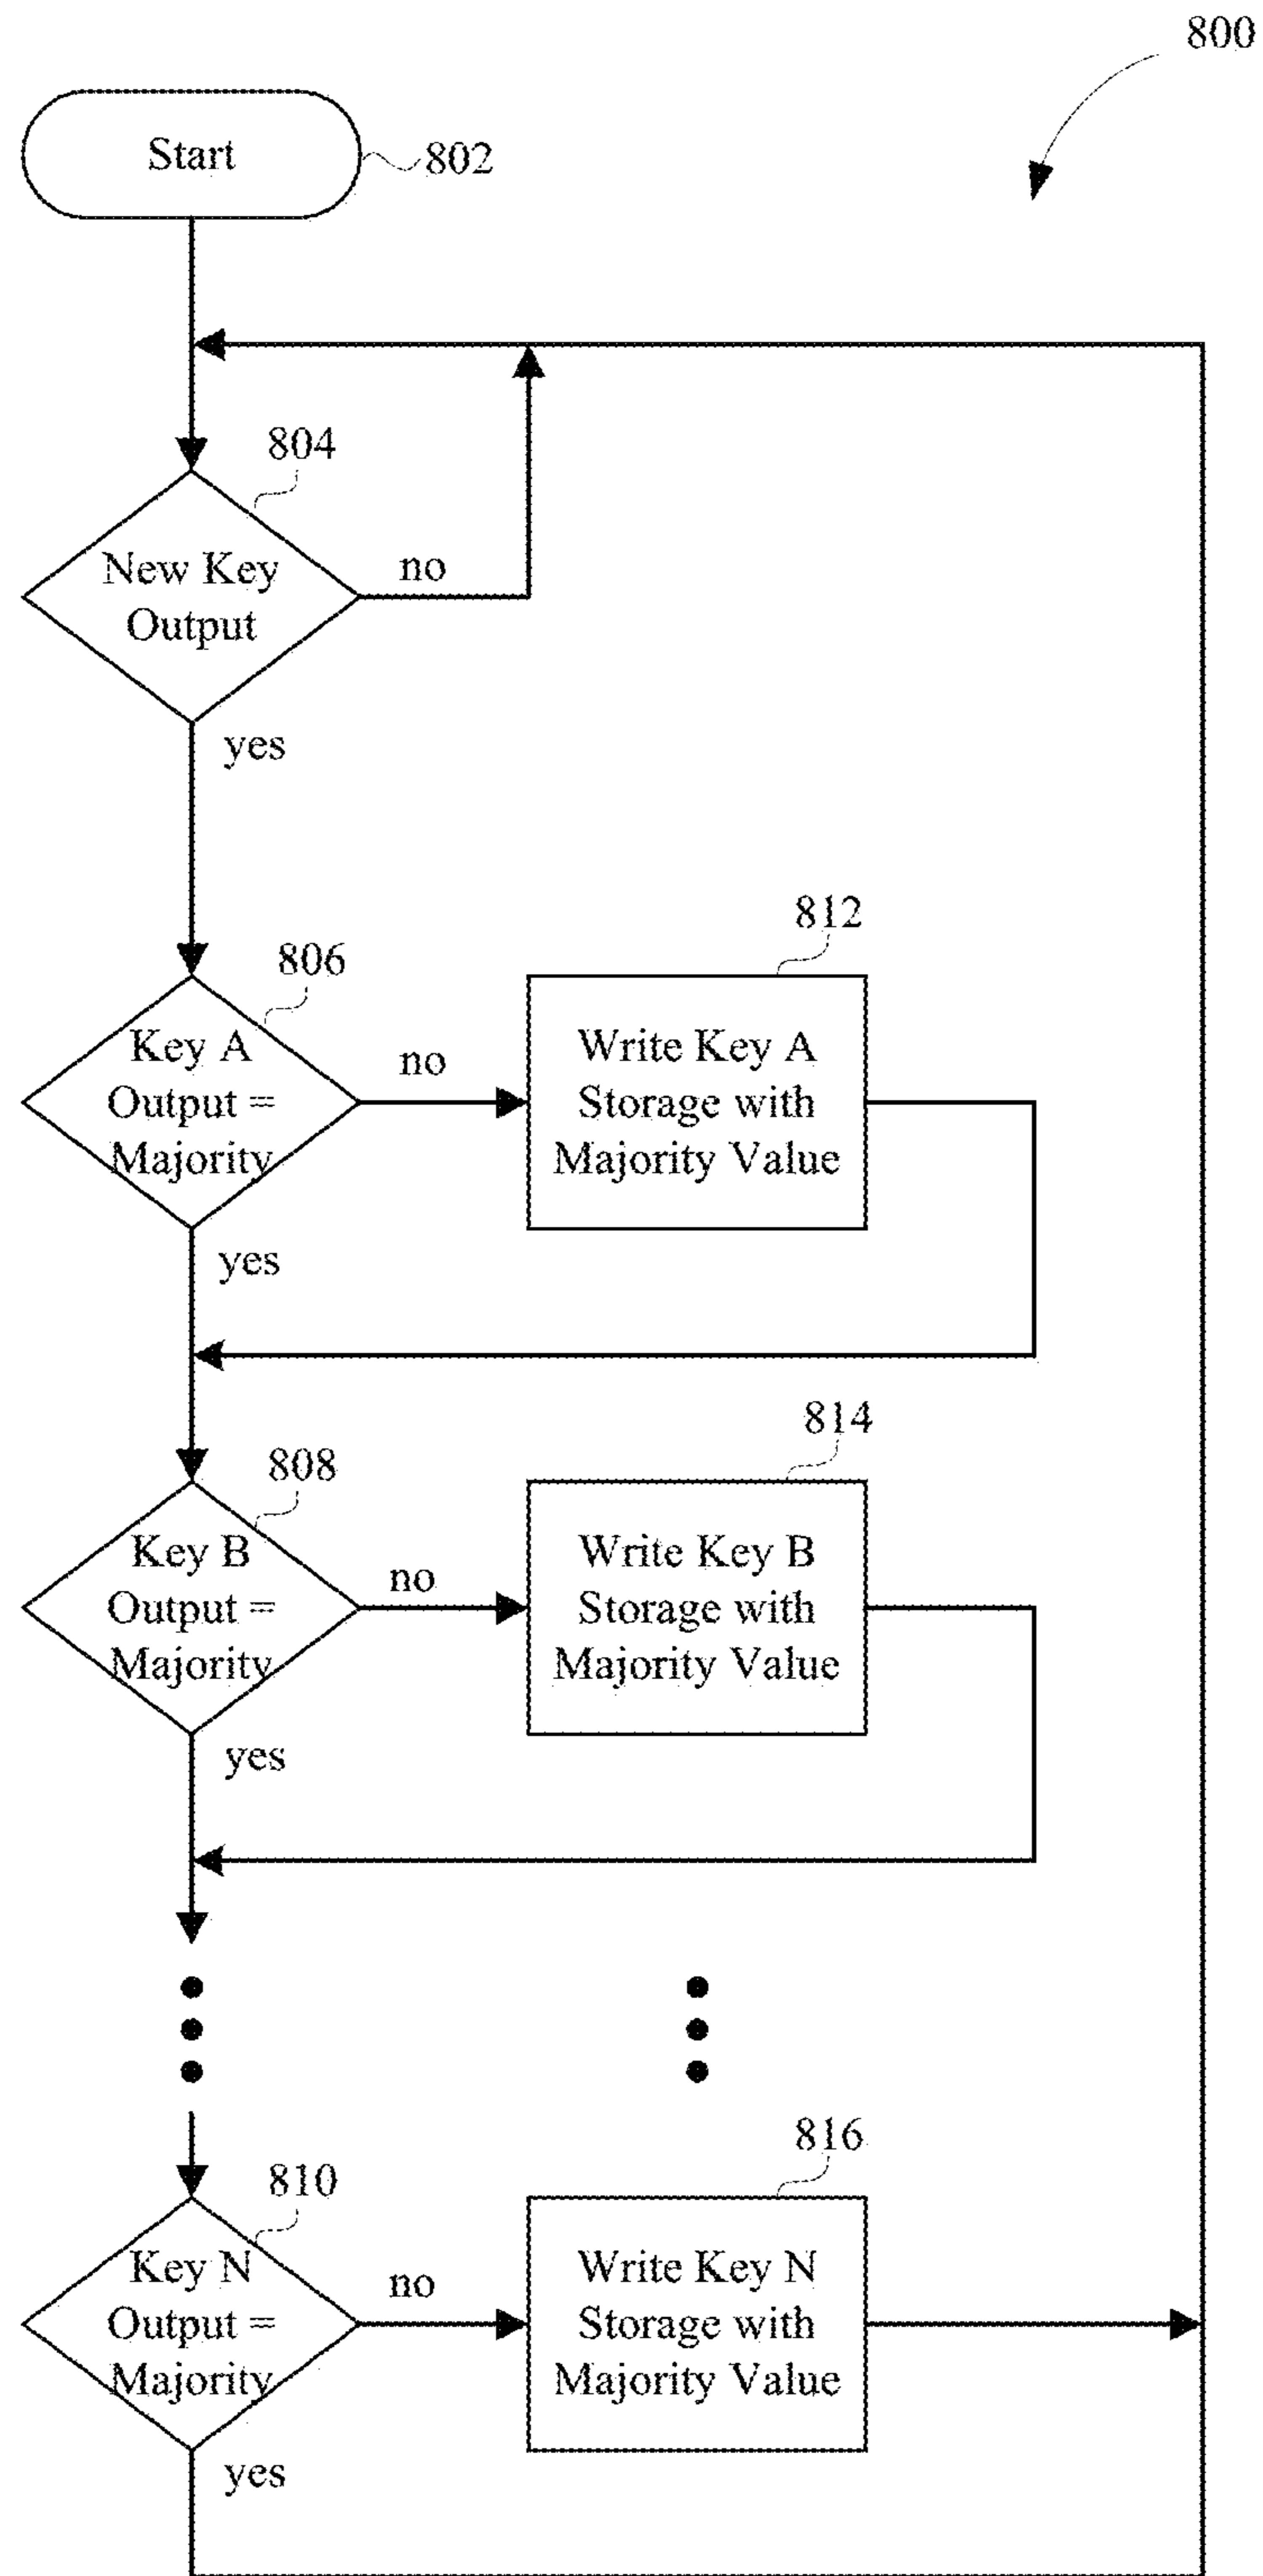 800
Start
802
804
New Key
Output
no
yes
812
806
Key A
Output =
Majority
no
Write Key A
Storage with
Majority Value
yes
814
808
Key B
Output =
Majority
no
Write Key B
Storage with
Majority Value
yes
816
810
Key N
Output =
Majority
no
Write Key N
Storage with
Majority Value
yes